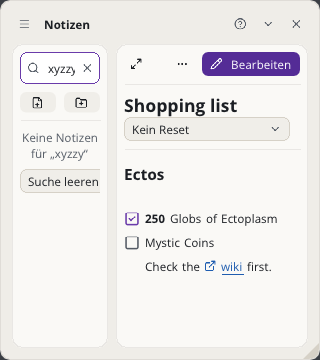 Notizen
xyzzy
Keine Notizen
für „xyzzy“
Suche leeren
Bearbeiten
Shopping list
Kein Reset
Ectos
250 Globs of Ectoplasm
Mystic Coins
Check the wiki first.